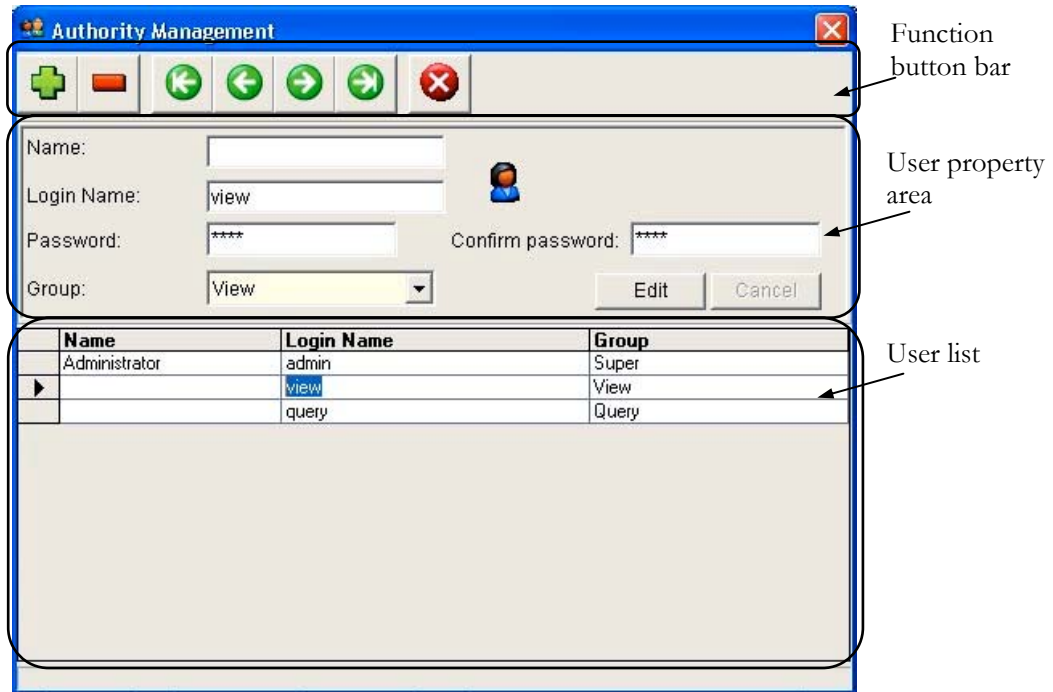 Authority Management
Function
button bar
Name:
Login Name: view
User property
area
Password: **** Confirm password: ****
Group: View Edit Cancel
Name Login Name Group
Administrator admin Super
view View
query Query
User list